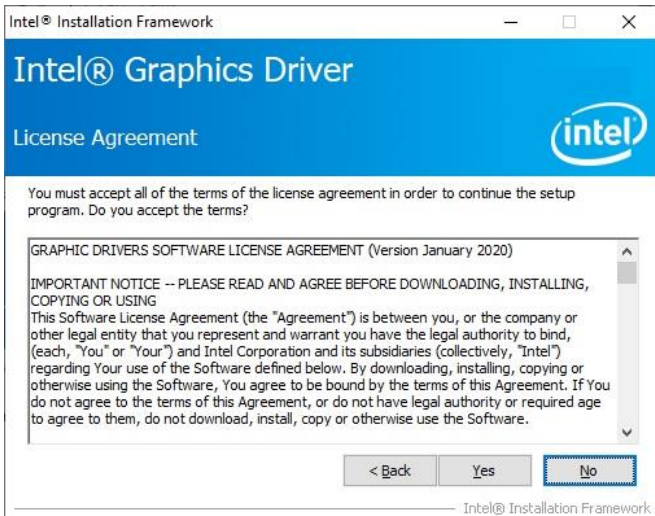 Intel® Installation Framework
Intel® Graphics Driver
License Agreement
intel
You must accept all of the terms of the license agreement in order to continue the setup
program. Do you accept the terms?
GRAPHIC DRIVERS SOFTWARE LICENSE AGREEMENT (Version January 2020)
IMPORTANT NOTICE -- PLEASE READ AND AGREE BEFORE DOWNLOADING, INSTALLING,
COPYING OR USING
This Software License Agreement (the "Agreement") is between you, or the company or
other legal entity that you represent and warrant you have the legal authority to bind,
(each, "You" or "Your") and Intel Corporation and its subsidiaries (collectively, "Intel")
regarding Your use of the Software defined below. By downloading, installing, copying or
otherwise using the Software, You agree to be bound by the terms of this Agreement. If You
do not agree to the terms of this Agreement, or do not have legal authority or required age
to agree to them, do not download, install, copy or otherwise use the Software.
< Back Yes No
Intel® Installation Framework